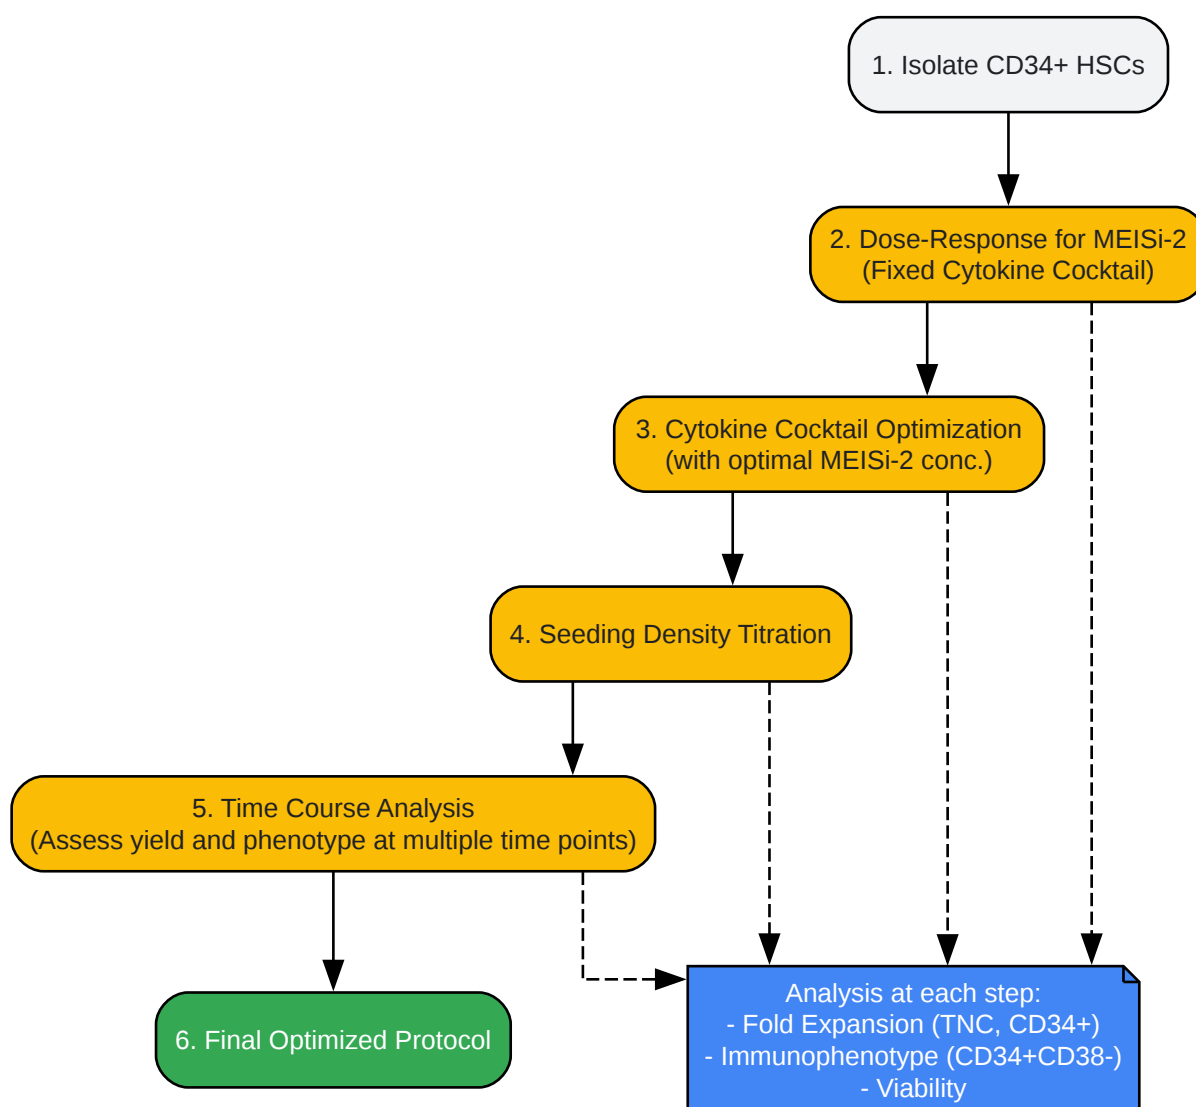 1. Isolate CD34+ HSCs
2. Dose-Response for MEISi-2
(Fixed Cytokine Cocktail)
3. Cytokine Cocktail Optimization
(with optimal MEISi-2 conc.)
4. Seeding Density Titration
5. Time Course Analysis
(Assess yield and phenotype at multiple time points)
6. Final Optimized Protocol
Analysis at each step:
- Fold Expansion (TNC, CD34+)
- Immunophenotype (CD34+CD38-)
- Viability